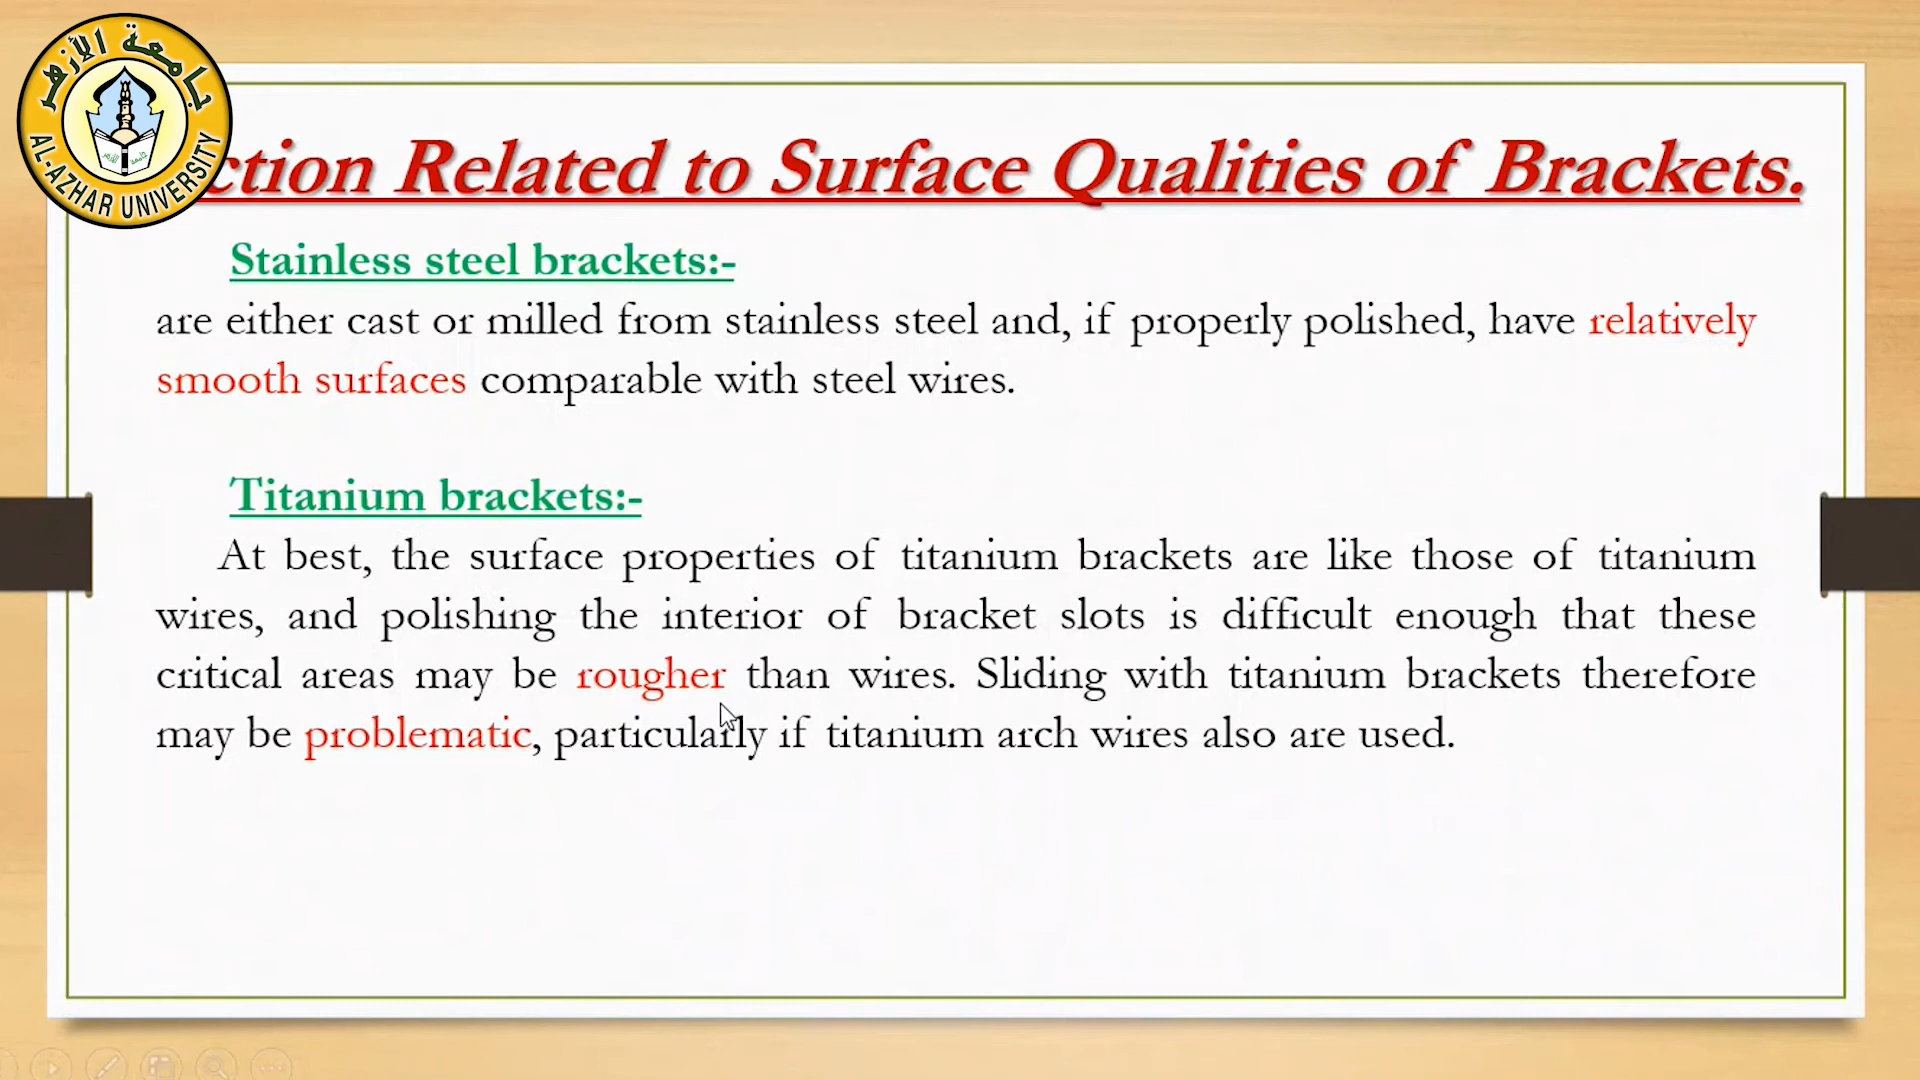 جامعة الأزهر
AL-AZHAR UNIVERSITY
ction Related to Surface Qualities of Brackets.
Stainless steel brackets:-
are either cast or milled from stainless steel and, if properly polished, have relatively
smooth surfaces comparable with steel wires.
Titanium brackets:-
At best, the surface properties of titanium brackets are like those of titanium
wires, and polishing the interior of bracket slots is difficult enough that these
critical areas may be rougher than wires. Sliding with titanium brackets therefore
may be problematic, particularly if titanium arch wires also are used.